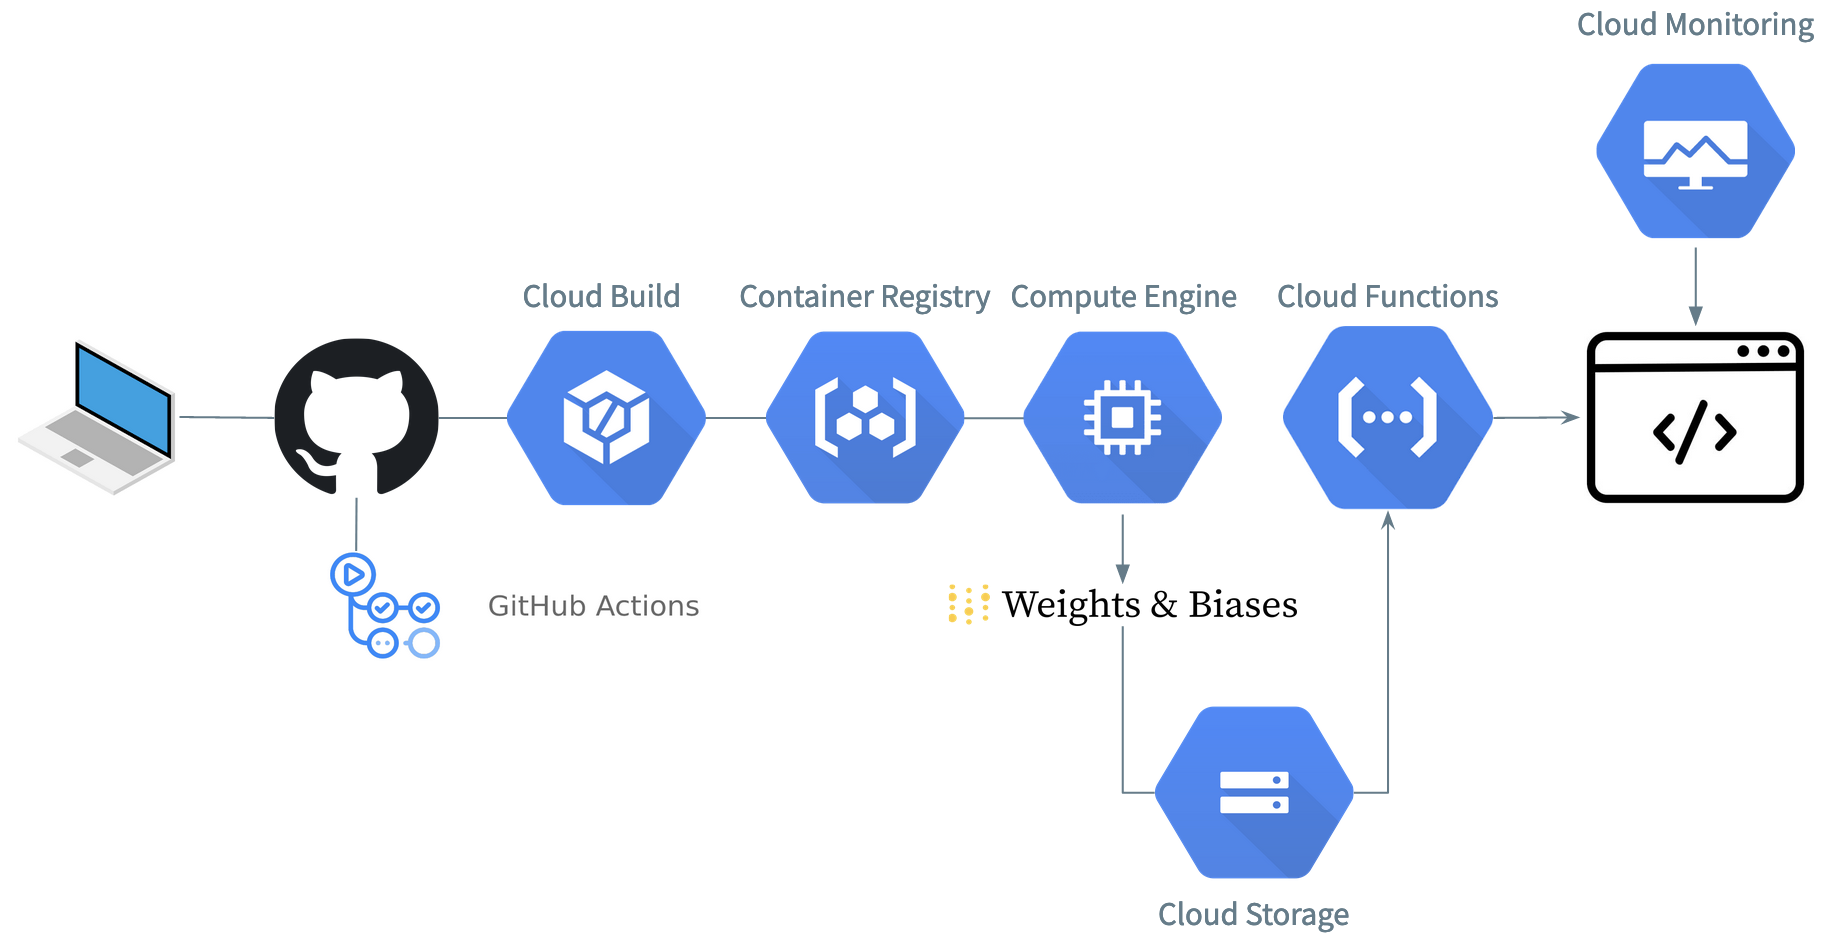 Cloud Monitoring
Cloud Build
Container Registry
Compute Engine
Cloud Functions
GitHub Actions
Weights & Biases
Cloud Storage